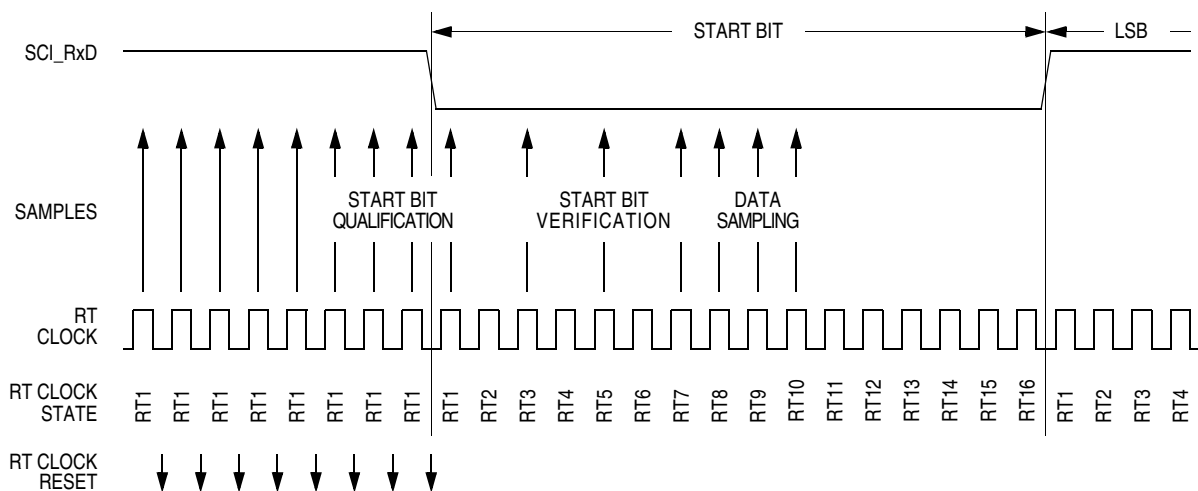 START BIT
LSB
SCI_RxD
SAMPLES
START BIT
QUALIFICATION
START BIT
VERIFICATION
DATA
SAMPLING
RT
CLOCK
RT CLOCK
STATE
RT1 RT1 RT1 RT1 RT1 RT1 RT1 RT1 RT1 RT2 RT3 RT4 RT5 RT6 RT7 RT8 RT9 RT10 RT11 RT12 RT13 RT14 RT15 RT16 RT1 RT2 RT3 RT4
RT CLOCK
RESET